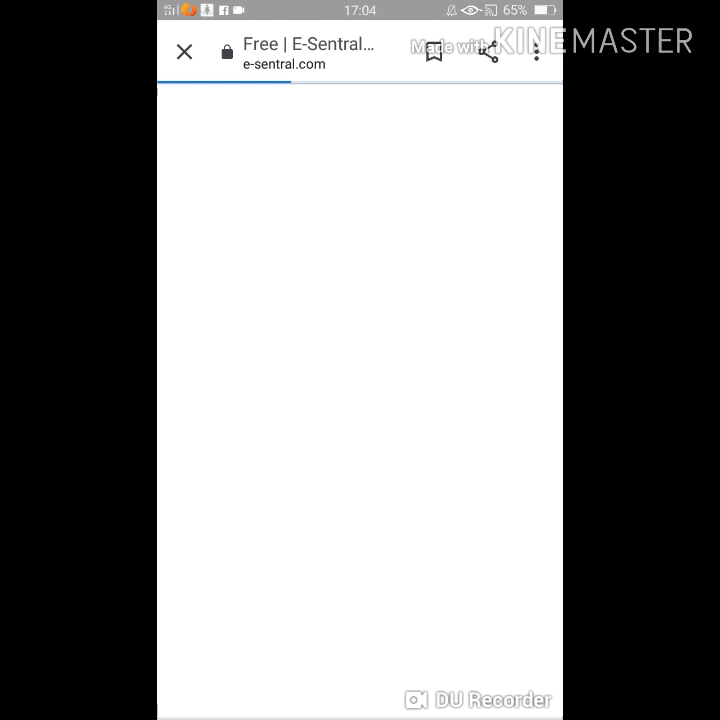 17:04
65%
Free | E-Sentral...
e-sentral.com
Made with KINEMASTER
DU Recorder